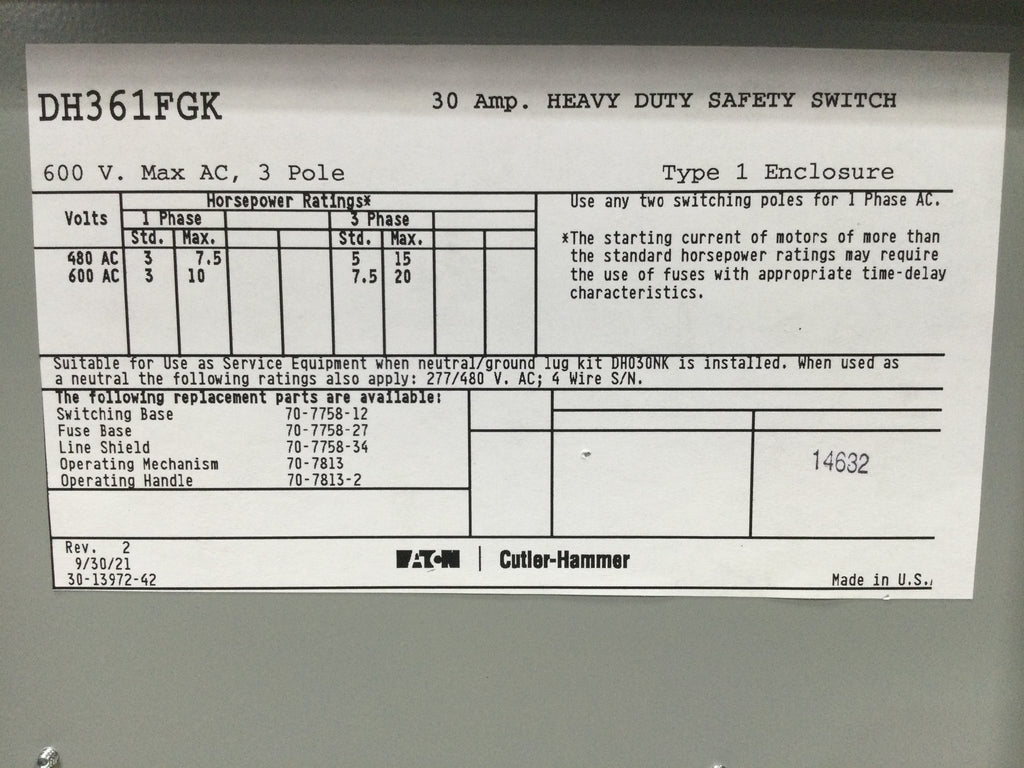 DH361FGK
30 Amp. HEAVY DUTY SAFETY SWITCH
600 V. Max AC, 3 Pole
Type 1 Enclosure
Volts
Horsepower Ratings*
1 Phase 3 Phase
Std. Max. Std. Max.
480 AC 3 7.5 5 15
600 AC 3 10 7.5 20
Use any two switching poles for 1 Phase AC.
*The starting current of motors of more than
the standard horsepower ratings may require
the use of fuses with appropriate time-delay
characteristics.
Suitable for Use as Service Equipment when neutral/ground lug kit DH030NK is installed. When used as
a neutral the following ratings also apply: 277/480 V. AC; 4 Wire S/N.
The following replacement parts are available:
Switching Base 70-7758-12
Fuse Base 70-7758-27
Line Shield 70-7758-34
Operating Mechanism 70-7813
Operating Handle 70-7813-2
14632
Rev. 2
9/30/21
30-13972-42
EATON | Cutler-Hammer
Made in U.S.